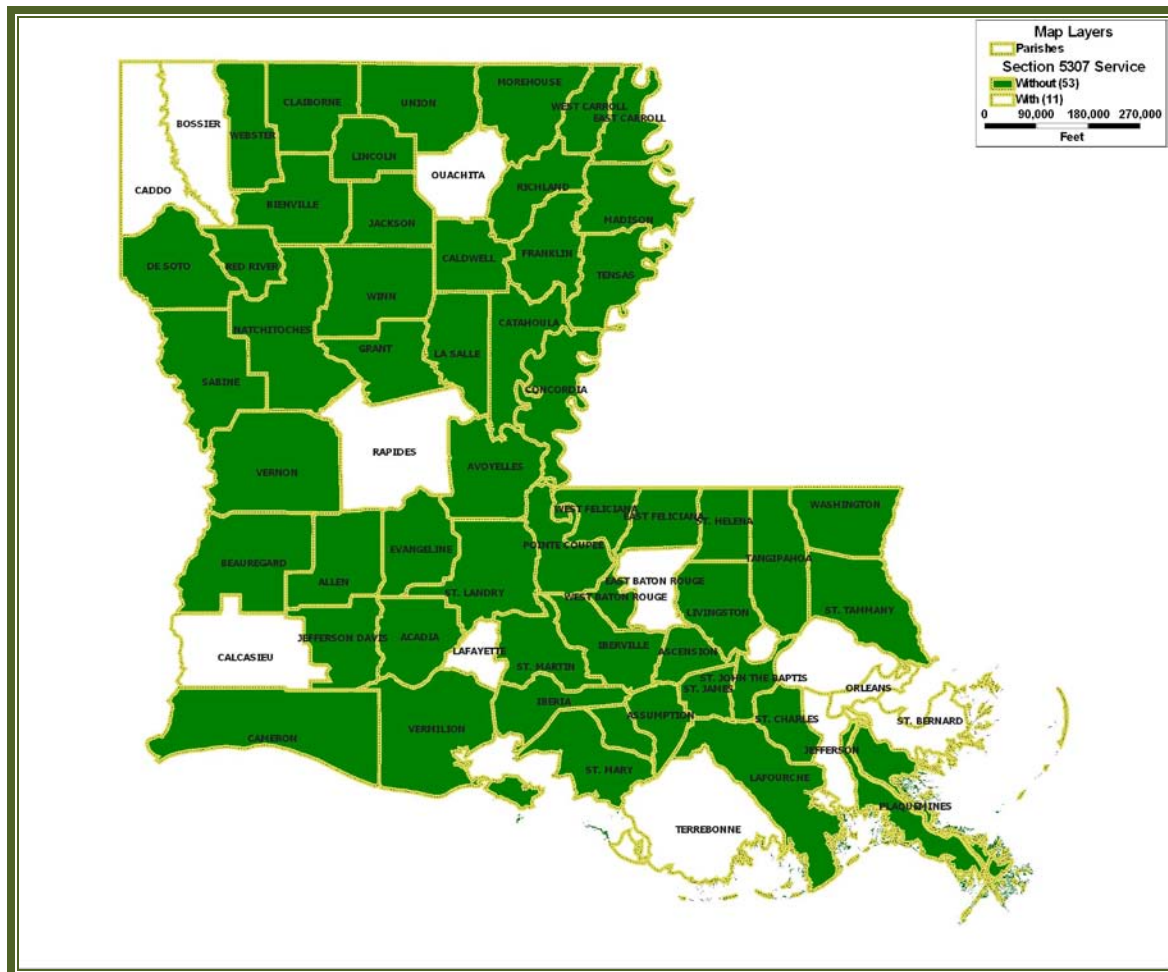 Map Layers
Parishes
Section 5307 Service
Without (53)
With (11)
0 90,000 180,000 270,000
Feet
MOREHOUSE
CLAIBORNE
UNION
WEST CARROLL
EAST CARROLL
BOSSIER
WEBSTER
LINCOLN
OUACHITA
CADDO
RICHLAND
BIENVILLE
JACKSON
MADISON
DE SOTO
RED RIVER
CALDWELL
FRANKLIN
TENSAS
WINN
NATCHITOCHES
CATAHOULA
GRANT
LA SALLE
SABINE
CONCORDIA
RAPIDES
VERNON
AVOYELLES
WEST FELICIANA
EAST FELICIANA
ST. HELENA
WASHINGTON
EVANGELINE
POINTE COUPEE
TANGIPAHOA
BEAUREGARD
ALLEN
EAST BATON ROUGE
ST. LANDRY
WEST BATON ROUGE
LIVINGSTON
ST. TAMMANY
JEFFERSON DAVIS
ACADIA
CALCASIEU
LAFAYETTE
ST. MARTIN
IBERVILLE
ASCENSION
ST. JOHN THE BAPTIS
ST. JAMES
ORLEANS
IBERIA
ASSUMPTION
ST. CHARLES
ST. BERNARD
CAMERON
VERMILION
JEFFERSON
ST. MARY
LAFOURCHE
PLAQUEMINES
TERREBONNE